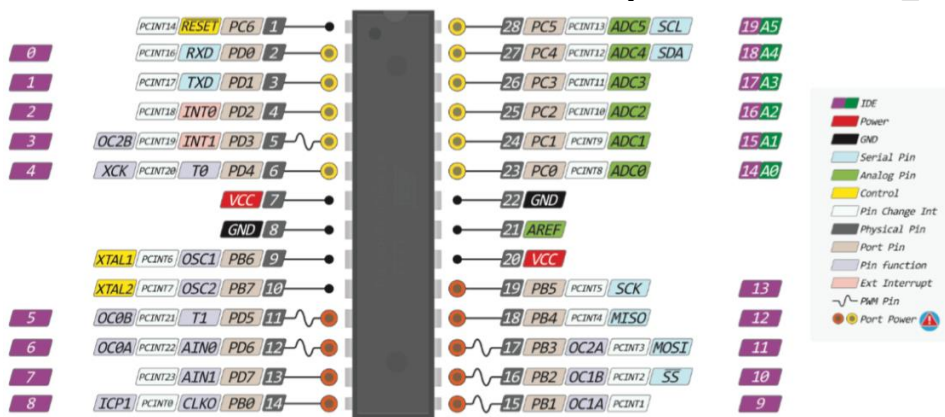 PCINT14 RESET PC6 1 28 PC5 PCINT13 ADC5 SCL 19 A5
0 PCINT16 RXD PD0 2 27 PC4 PCINT12 ADC4 SDA 18 A4
1 PCINT17 TXD PD1 3 26 PC3 PCINT11 ADC3 17 A3
2 PCINT18 INT0 PD2 4 25 PC2 PCINT10 ADC2 16 A2
3 OC2B PCINT19 INT1 PD3 5 24 PC1 PCINT9 ADC1 15 A1
4 XCK PCINT20 T0 PD4 6 23 PC0 PCINT8 ADC0 14 A0
VCC 7 22 GND
GND 8 21 AREF
XTAL1 PCINT6 OSC1 PB6 9 20 VCC
XTAL2 PCINT7 OSC2 PB7 10 19 PB5 PCINT5 SCK 13
5 OC0B PCINT21 T1 PD5 11 18 PB4 PCINT4 MISO 12
6 OC0A PCINT22 AIN0 PD6 12 17 PB3 OC2A PCINT3 MOSI 11
7 PCINT23 AIN1 PD7 13 16 PB2 OC1B PCINT2 SS 10
8 ICP1 PCINT0 CLKO PB0 14 15 PB1 OC1A PCINT1 9
IDE
Power
GND
Serial Pin
Analog Pin
Control
Pin Change Int
Physical Pin
Port Pin
Pin function
Ext Interrupt
PWM Pin
Port Power